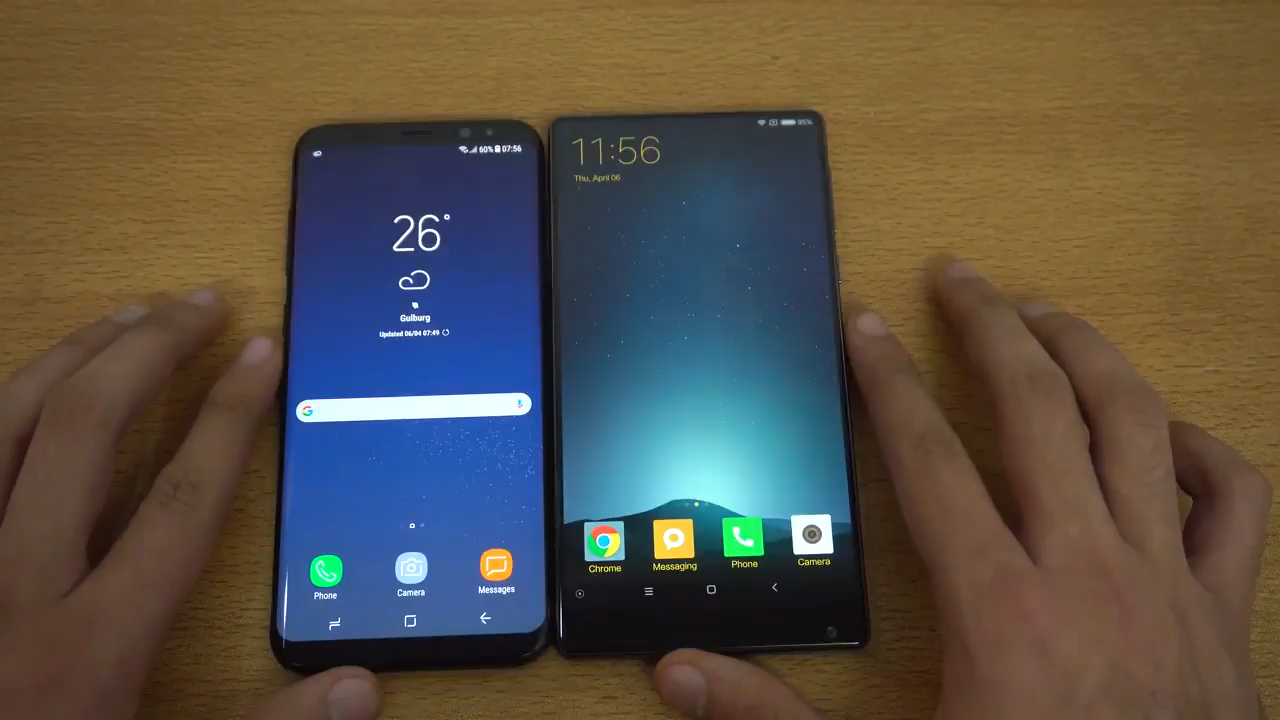 60% 07:56
26°
Gulburg
Updated 06/04 07:49
Phone
Camera
Messages
95%
11:56
Thu, April 06
Chrome
Messaging
Phone
Camera